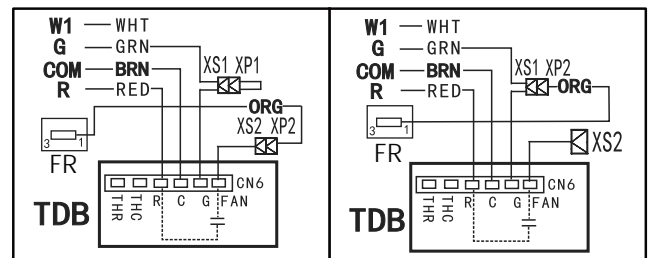 W1 WHT
G GRN
COM BRN
R RED
XS1 XP1
ORG
XS2 XP2
3 1
FR
CN6
TDB
THR THC R C G FAN
W1 WHT
G GRN
COM BRN
R RED
XS1 XP2
ORG
XS2
3 1
FR
CN6
TDB
THR THC R C G FAN